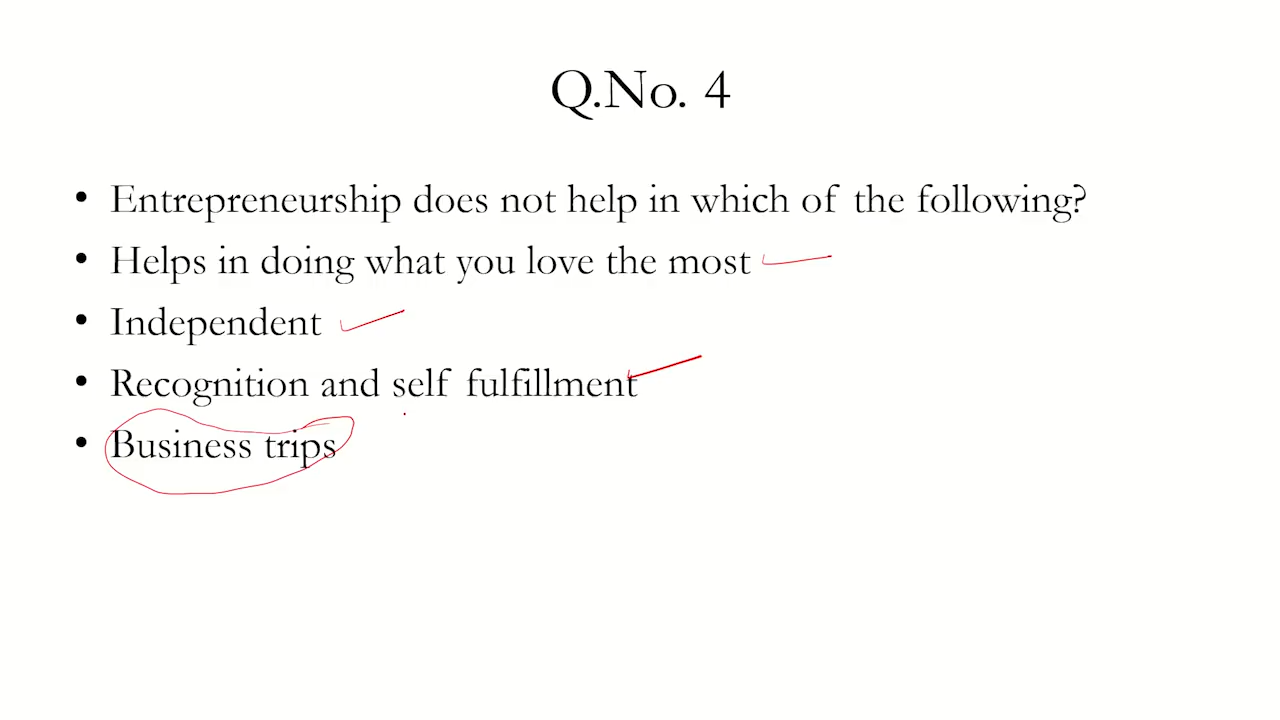 Q.No. 4
• Entrepreneurship does not help in which of the following?
• Helps in doing what you love the most
• Independent
• Recognition and self fulfillment
• Business trips